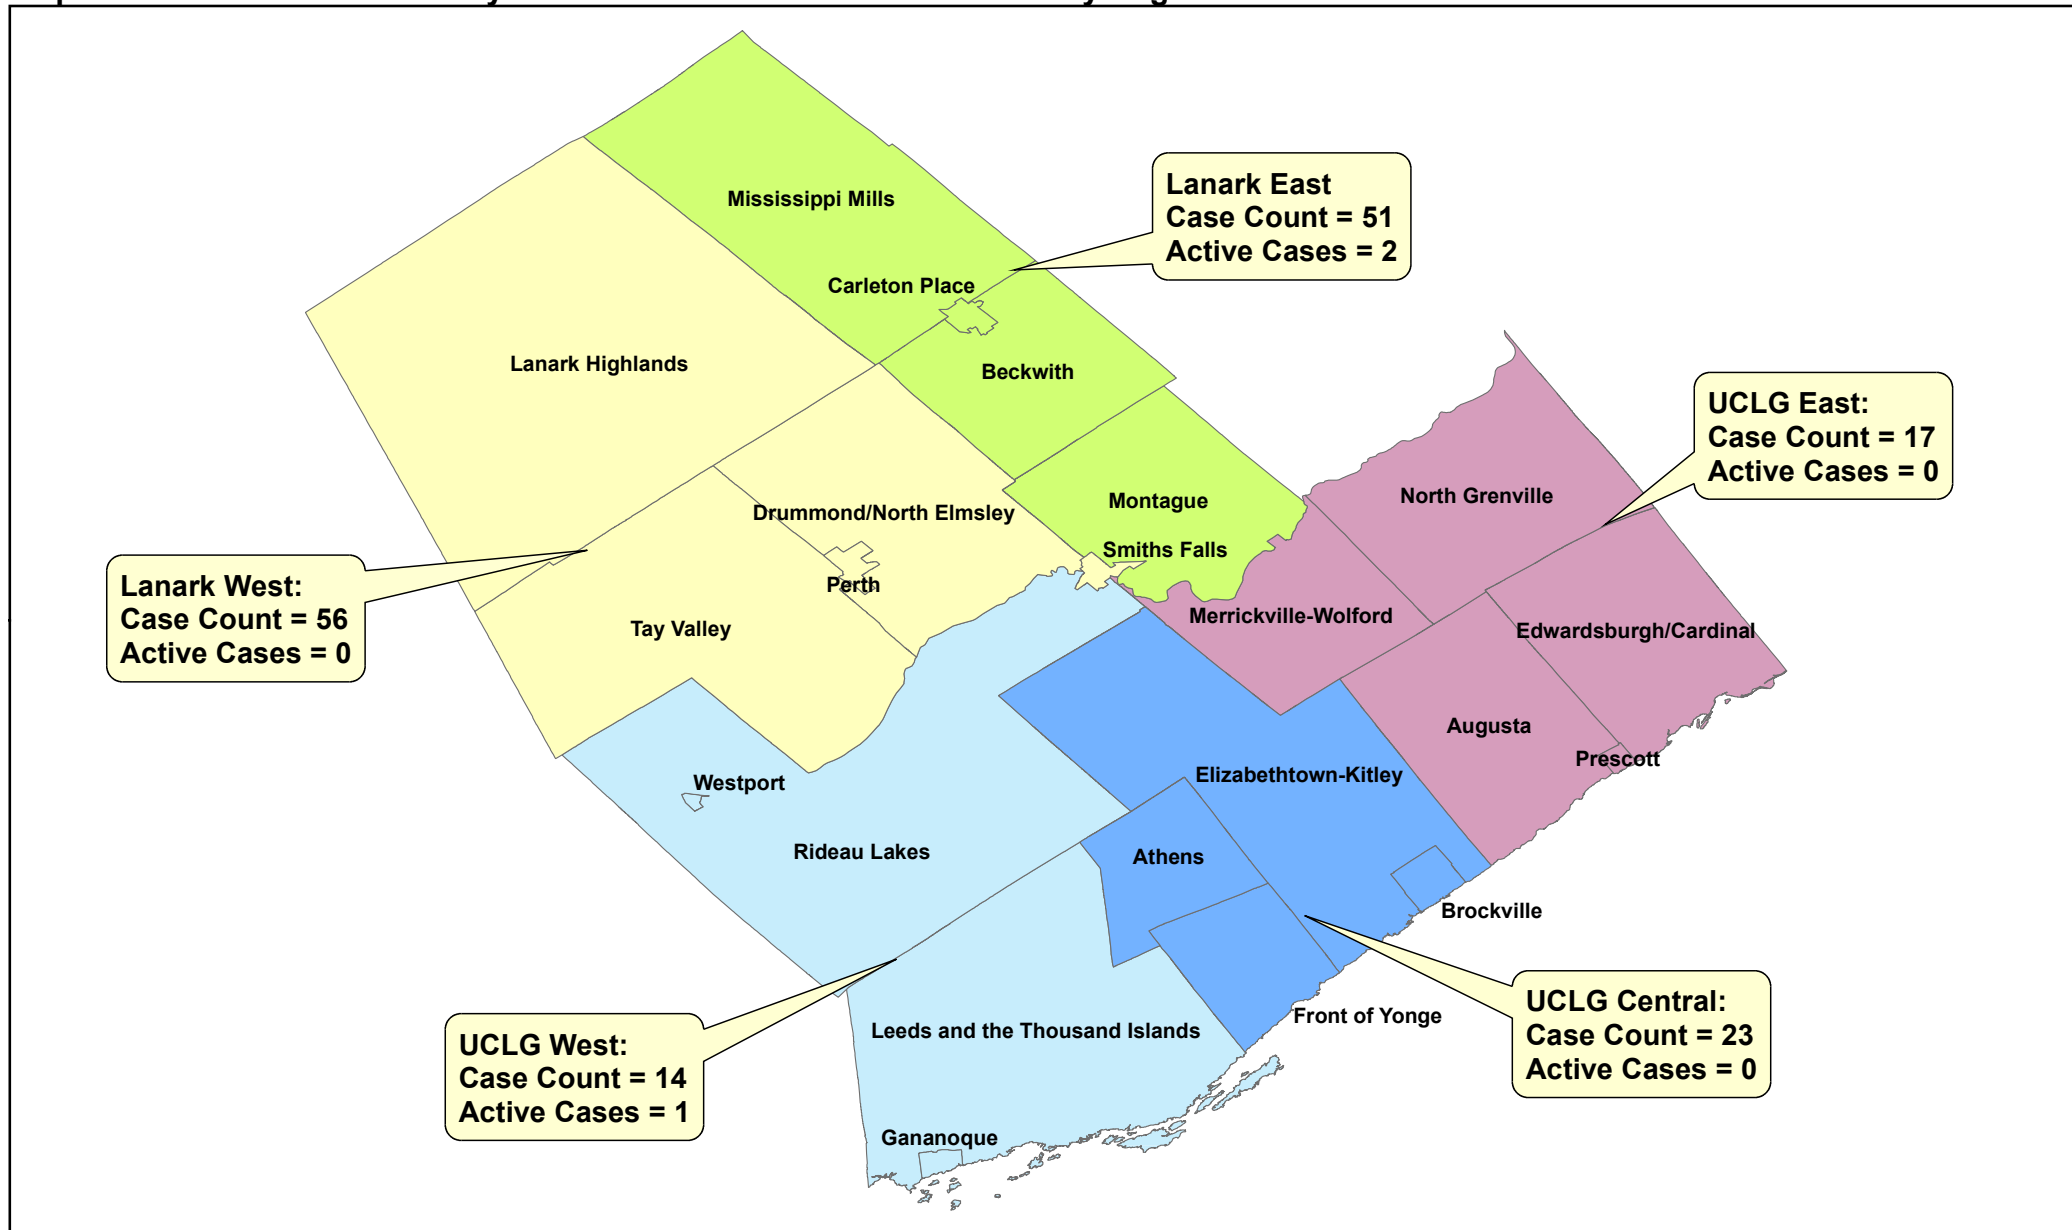 Mississippi Mills
Lanark East
Case Count = 51
Active Cases = 2
Carleton Place
Lanark Highlands
Beckwith
UCLG East:
Case Count = 17
Active Cases = 0
North Grenville
Montague
Drummond/North Elmsley
Smiths Falls
Perth
Lanark West:
Case Count = 56
Active Cases = 0
Tay Valley
Merrickville-Wolford
Edwardsburgh/Cardinal
Augusta
Prescott
Westport
Elizabethtown-Kitley
Rideau Lakes
Athens
Brockville
UCLG Central:
Case Count = 23
Active Cases = 0
Front of Yonge
Leeds and the Thousand Islands
UCLG West:
Case Count = 14
Active Cases = 1
Gananoque